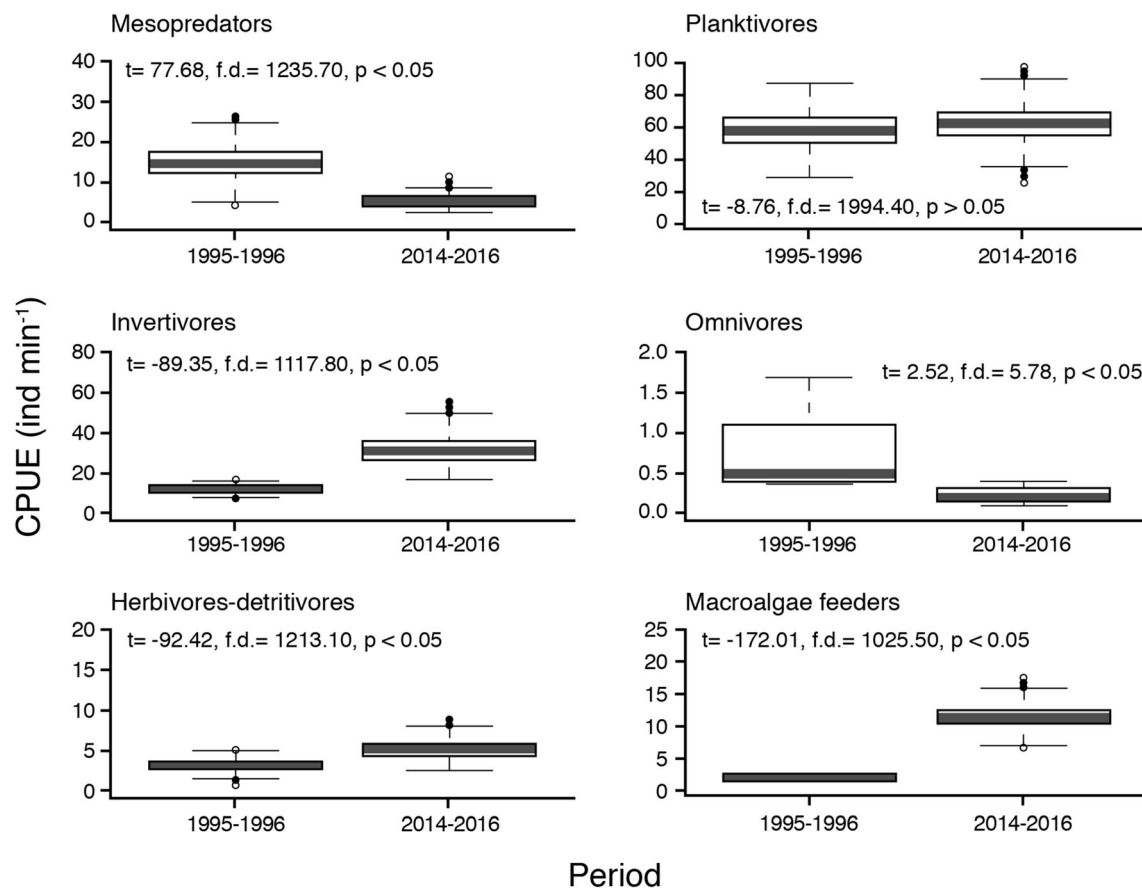 Mesopredators
40
30
20
10
0
t= 77.68, f.d.= 1235.70, p < 0.05
1995-1996 2014-2016
Planktivores
100
80
60
40
20
0
t= -8.76, f.d.= 1994.40, p > 0.05
1995-1996 2014-2016
CPUE (ind min⁻¹)
Invertivores
80
60
40
20
0
t= -89.35, f.d.= 1117.80, p < 0.05
1995-1996 2014-2016
Omnivores
2.0
1.5
1.0
0.5
0.0
t= 2.52, f.d.= 5.78, p < 0.05
1995-1996 2014-2016
Herbivores-detritivores
20
15
10
5
0
t= -92.42, f.d.= 1213.10, p < 0.05
1995-1996 2014-2016
Macroalgae feeders
25
20
15
10
5
0
t= -172.01, f.d.= 1025.50, p < 0.05
1995-1996 2014-2016
Period